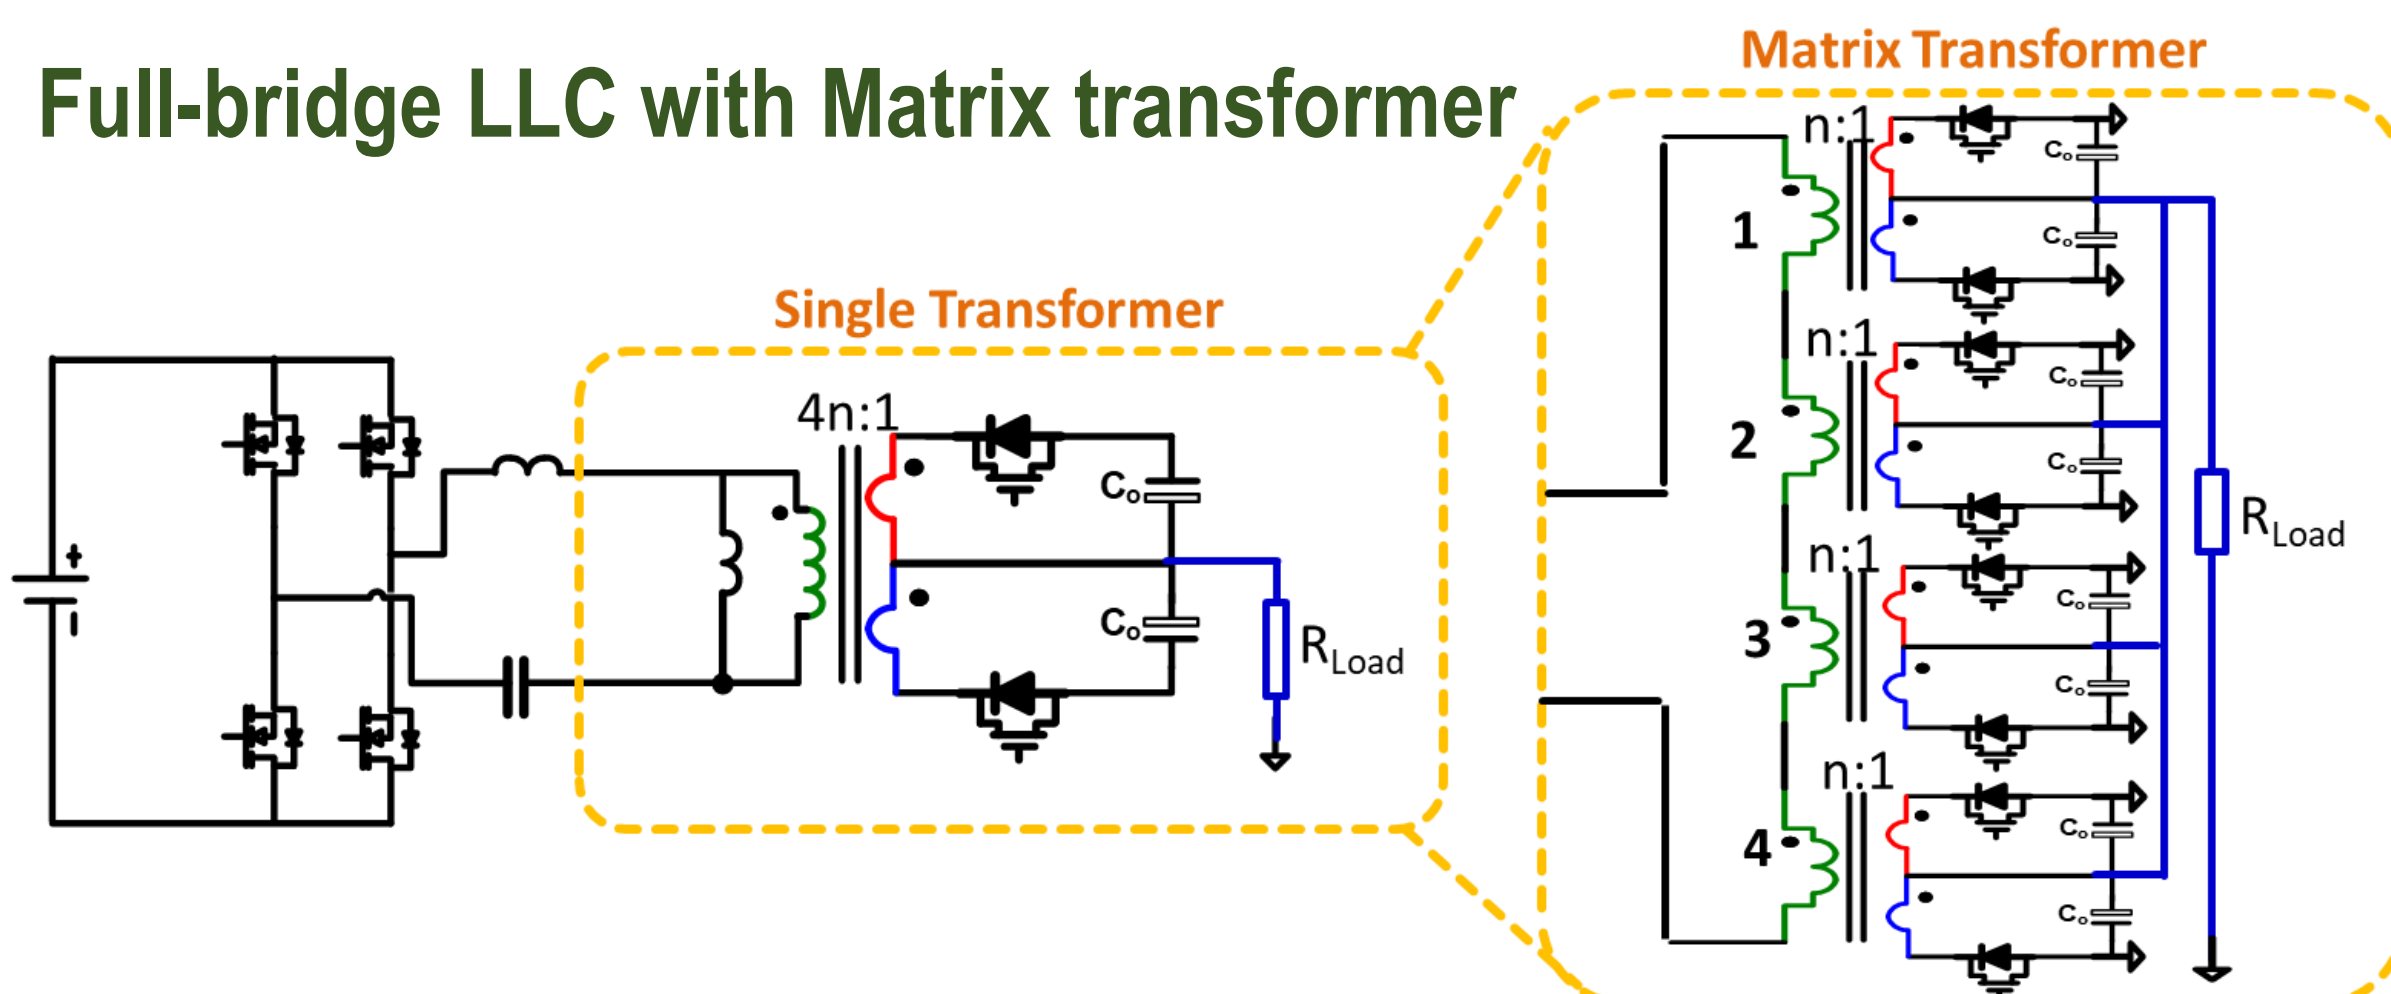 Full-bridge LLC with Matrix transformer
Matrix Transformer
Single Transformer
+
−
4n:1
Co
Co
RLoad
1
n:1
Co
Co
2
n:1
Co
Co
RLoad
3
n:1
Co
Co
4
n:1
Co
Co